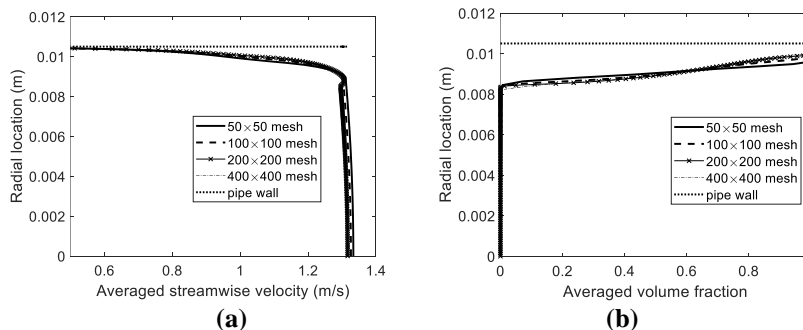 0.012
0.01
0.008
0.006
0.004
0.002
0
Radial location (m)
50×50 mesh
100×100 mesh
200×200 mesh
400×400 mesh
pipe wall
0.6
0.8
1
1.2
1.4
Averaged streamwise velocity (m/s)
(a)
0.012
0.01
0.008
0.006
0.004
0.002
0
Radial location (m)
50×50 mesh
100×100 mesh
200×200 mesh
400×400 mesh
pipe wall
0
0.2
0.4
0.6
0.8
Averaged volume fraction
(b)